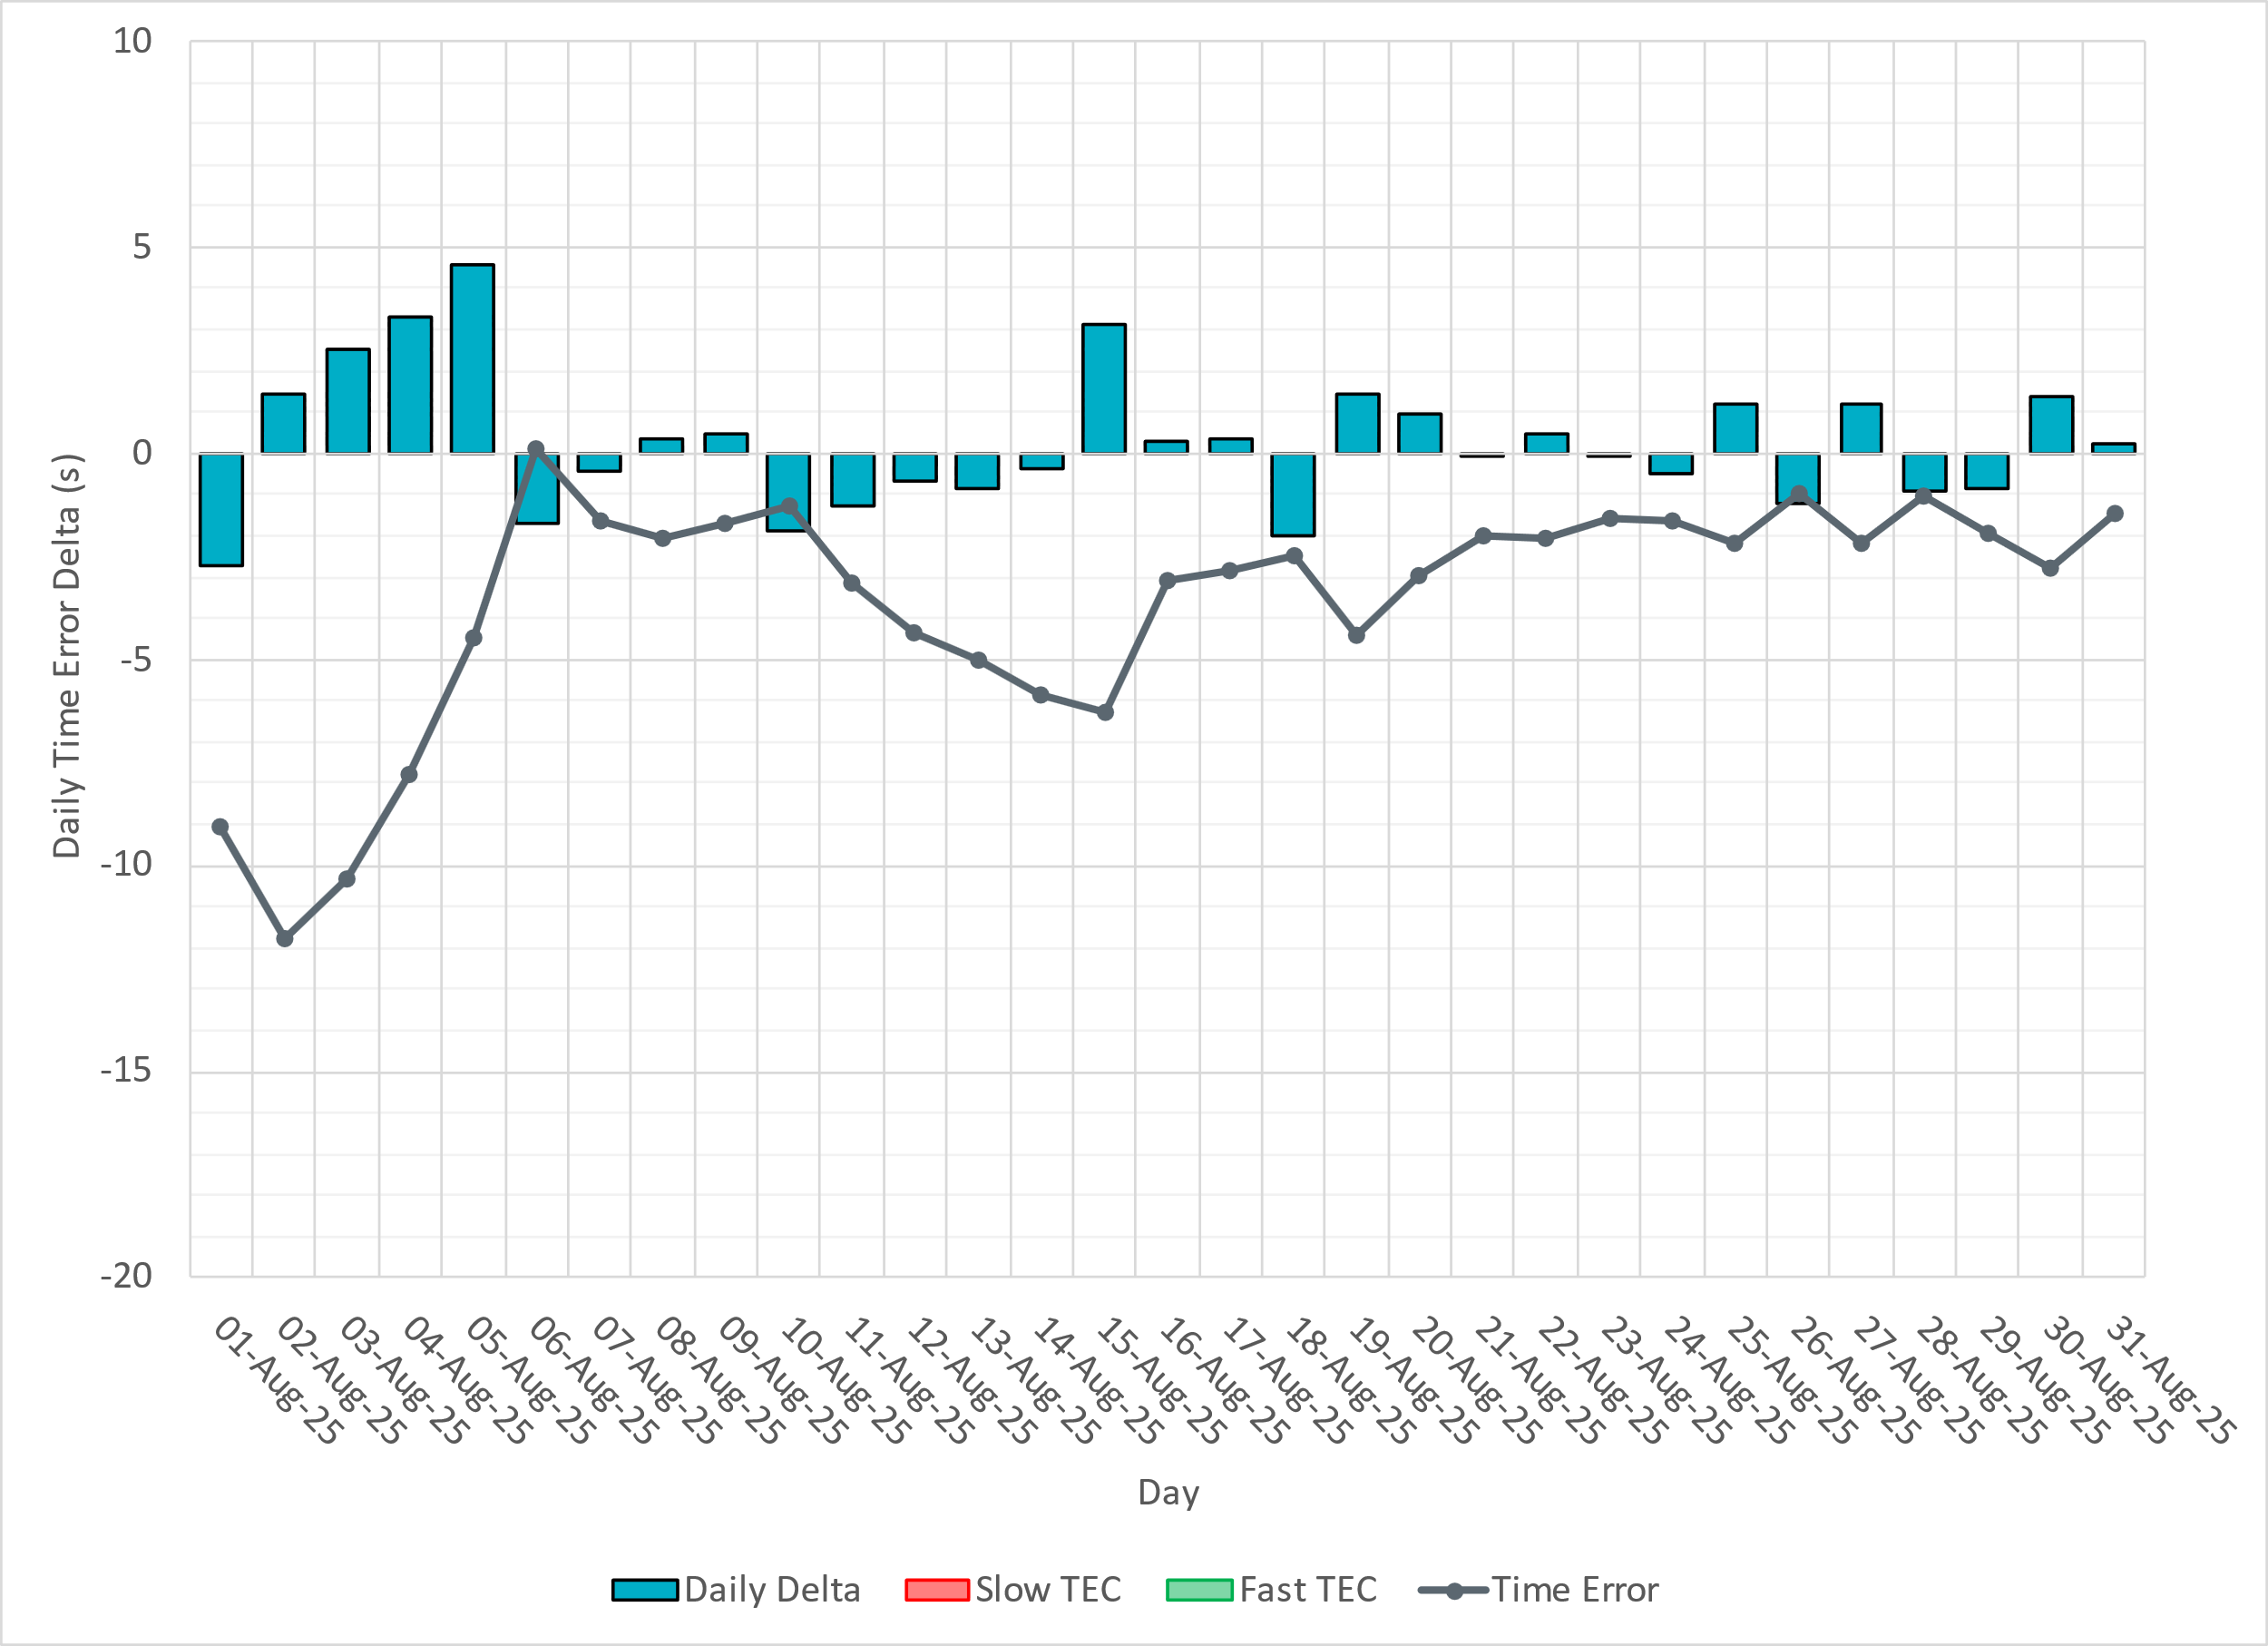 10
5
0
-5
-10
-15
-20
Daily Time Error Delta (s)
01-Aug-25
02-Aug-25
03-Aug-25
04-Aug-25
05-Aug-25
06-Aug-25
07-Aug-25
08-Aug-25
09-Aug-25
10-Aug-25
11-Aug-25
12-Aug-25
13-Aug-25
14-Aug-25
15-Aug-25
16-Aug-25
17-Aug-25
18-Aug-25
19-Aug-25
20-Aug-25
21-Aug-25
22-Aug-25
23-Aug-25
24-Aug-25
25-Aug-25
26-Aug-25
27-Aug-25
28-Aug-25
29-Aug-25
30-Aug-25
31-Aug-25
Day
Daily Delta Slow TEC Fast TEC Time Error